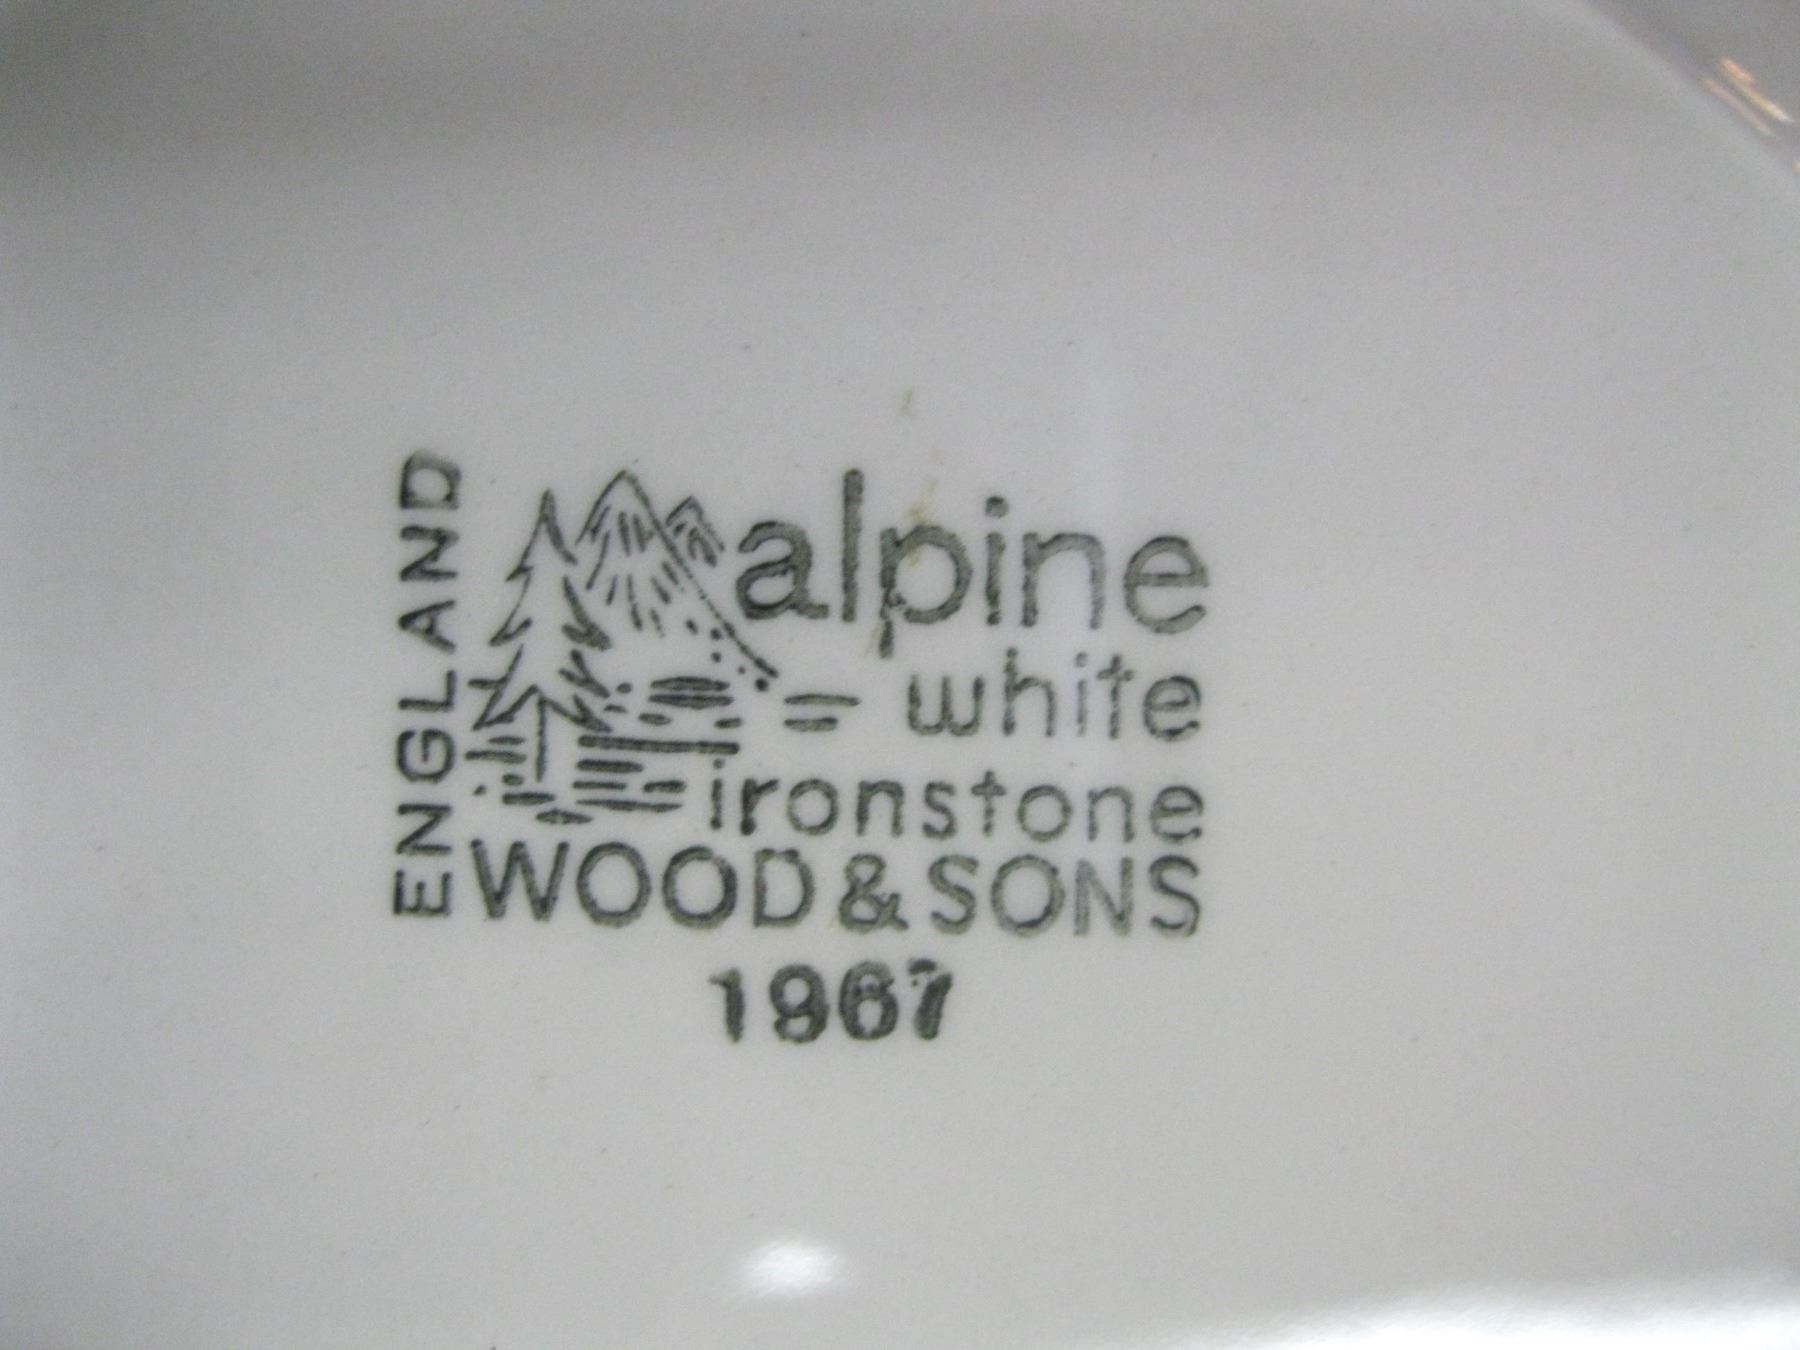 ENGLAND
alpine
white
ironstone
WOOD & SONS
1967